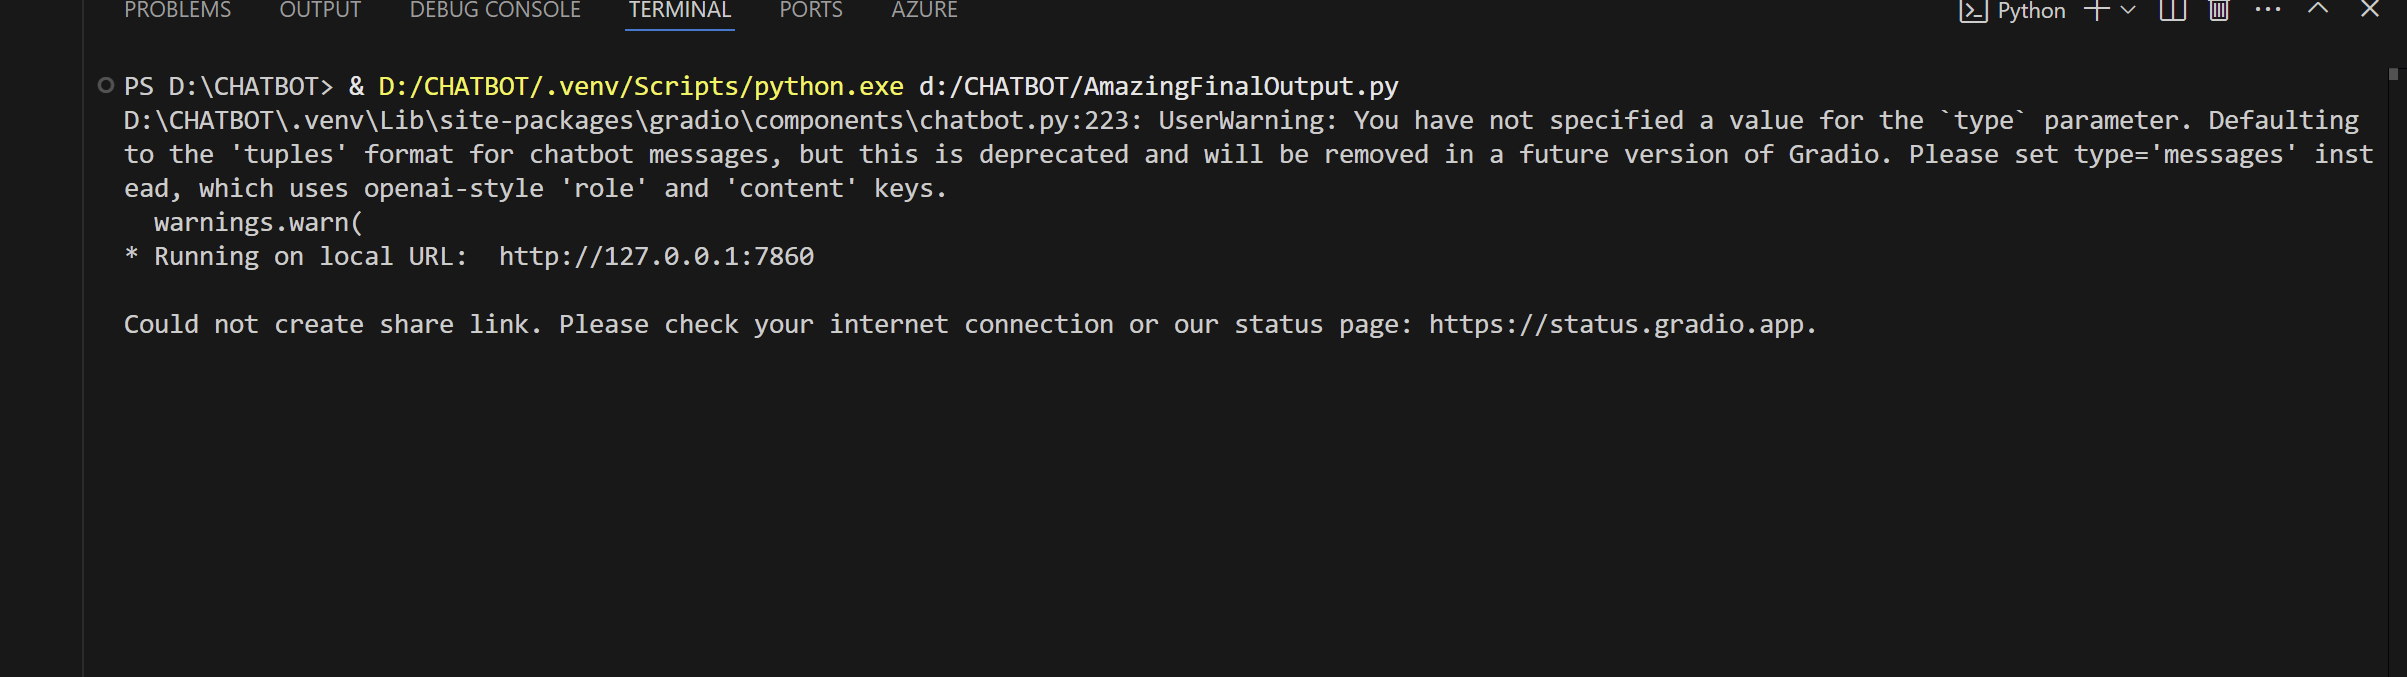 PROBLEMS OUTPUT DEBUG CONSOLE TERMINAL PORTS AZURE Python
PS D:\CHATBOT> & D:/CHATBOT/.venv/Scripts/python.exe d:/CHATBOT/AmazingFinalOutput.py
D:\CHATBOT\.venv\Lib\site-packages\gradio\components\chatbot.py:223: UserWarning: You have not specified a value for the `type` parameter. Defaulting
to the 'tuples' format for chatbot messages, but this is deprecated and will be removed in a future version of Gradio. Please set type='messages' inst
ead, which uses openai-style 'role' and 'content' keys.
  warnings.warn(
* Running on local URL:  http://127.0.0.1:7860
Could not create share link. Please check your internet connection or our status page: https://status.gradio.app.